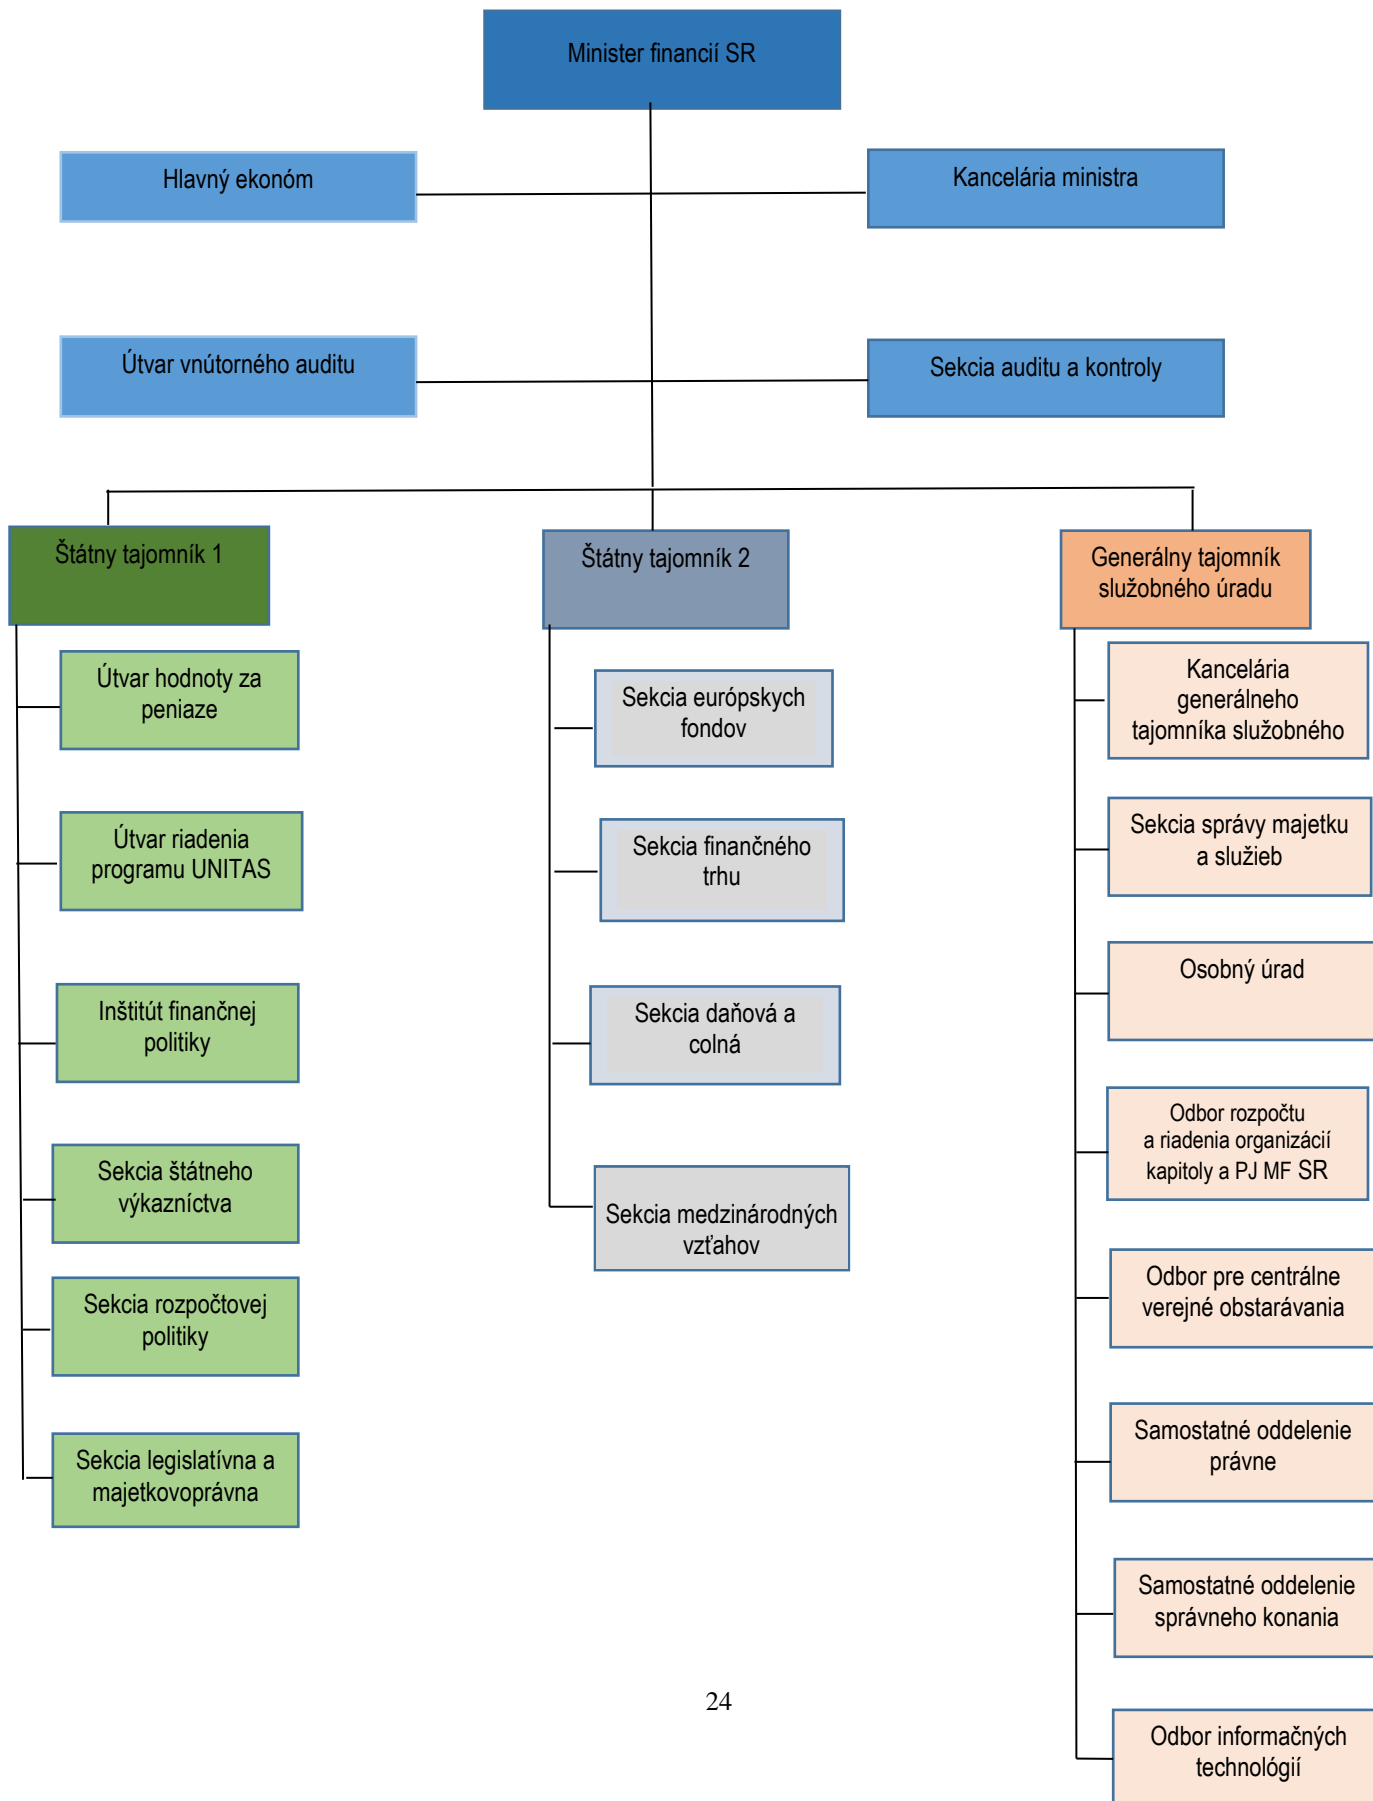 Minister financií SR
Hlavný ekonóm
Kancelária ministra
Útvar vnútorného auditu
Sekcia auditu a kontroly
Štátny tajomník 1
Útvar hodnoty za
peniaze
Útvar riadenia
programu UNITAS
Inštitút finančnej
politiky
Sekcia štátneho
výkazníctva
Sekcia rozpočtovej
politiky
Sekcia legislatívna a
majetkovoprávna
Štátny tajomník 2
Sekcia európskych
fondov
Sekcia finančného
trhu
Sekcia daňová a
colná
Sekcia medzinárodných
vzťahov
Generálny tajomník
služobného úradu
Kancelária
generálneho
tajomníka služobného
Sekcia správy majetku
a služieb
Osobný úrad
Odbor rozpočtu
a riadenia organizácií
kapitoly a PJ MF SR
Odbor pre centrálne
verejné obstarávania
Samostatné oddelenie
právne
Samostatné oddelenie
správneho konania
Odbor informačných
technológií
24